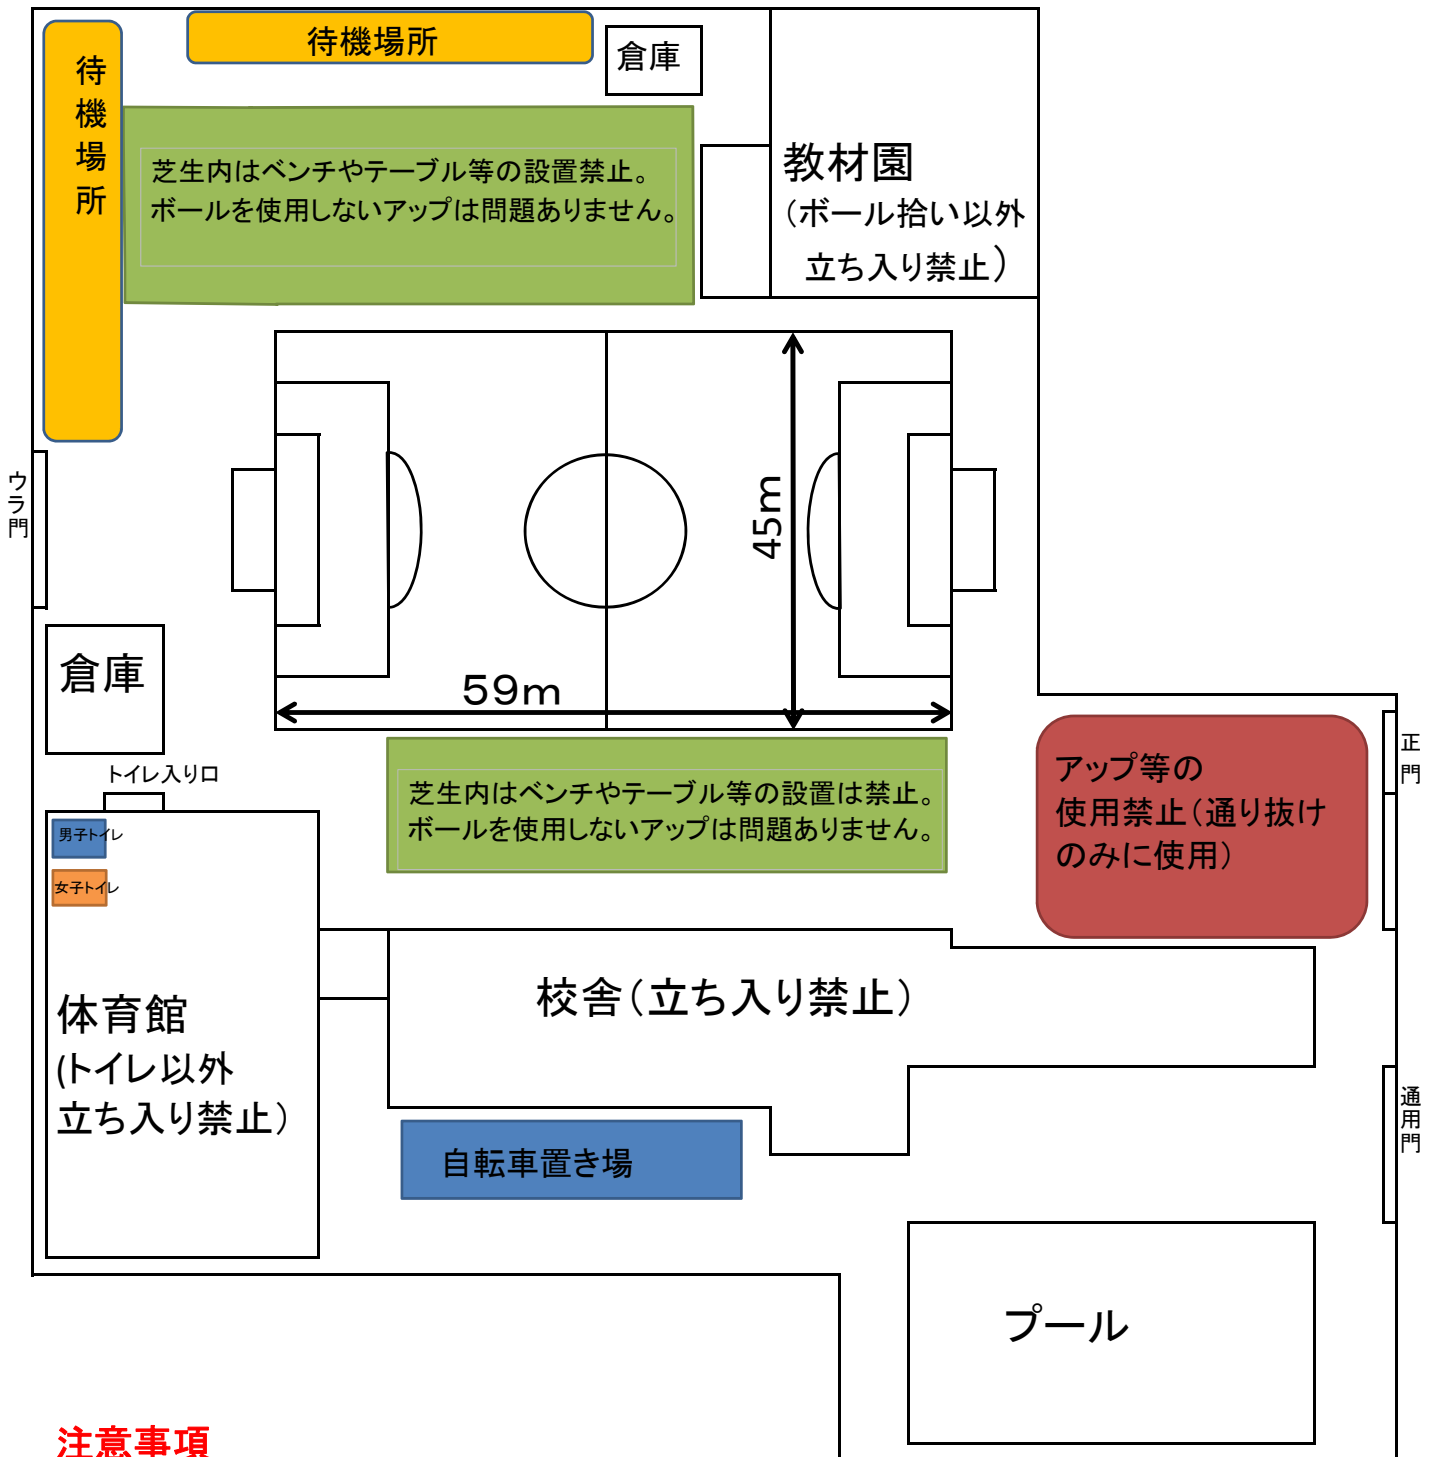 待機場所
待機場所
倉庫
芝生内はベンチやテーブル等の設置禁止。
ボールを使用しないアップは問題ありません。
教材園
（ボール拾い以外
立ち入り禁止）
ウラ門
45m
59m
倉庫
トイレ入り口
男子トイレ
女子トイレ
芝生内はベンチやテーブル等の設置は禁止。
ボールを使用しないアップは問題ありません。
アップ等の
使用禁止（通り抜け
のみに使用）
正門
体育館
(トイレ以外
立ち入り禁止）
校舎（立ち入り禁止）
通用門
自転車置き場
プール
注意事項